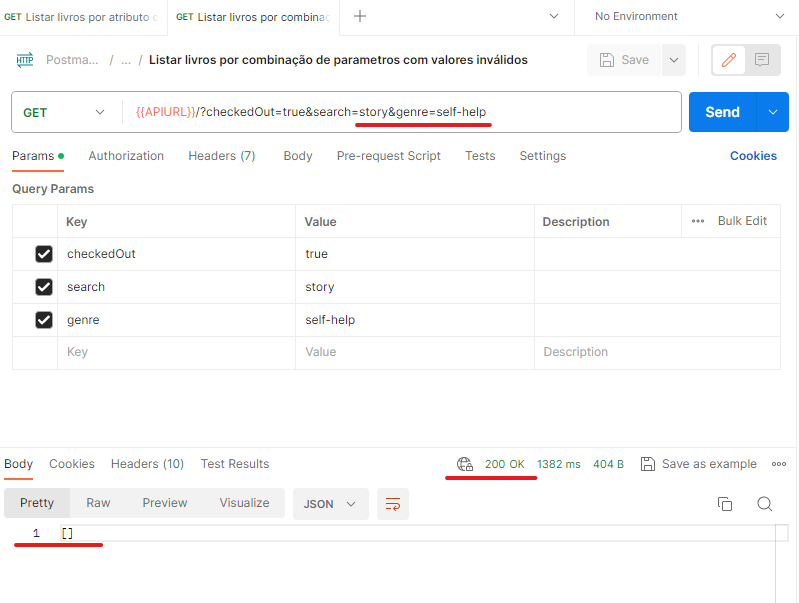 GET Listar livros por atributo
GET Listar livros por combina
No Environment
HTTP Postma... / ... / Listar livros por combinação de parametros com valores inválidos
Save
GET {{APIURL}}/?checkedOut=true&search=story&genre=self-help
Send
Params Authorization Headers (7) Body Pre-request Script Tests Settings Cookies
Query Params
Key Value Description ••• Bulk Edit
checkedOut true
search story
genre self-help
Key Value Description
Body Cookies Headers (10) Test Results 200 OK 1382 ms 404 B Save as example •••
Pretty Raw Preview Visualize JSON
1 []